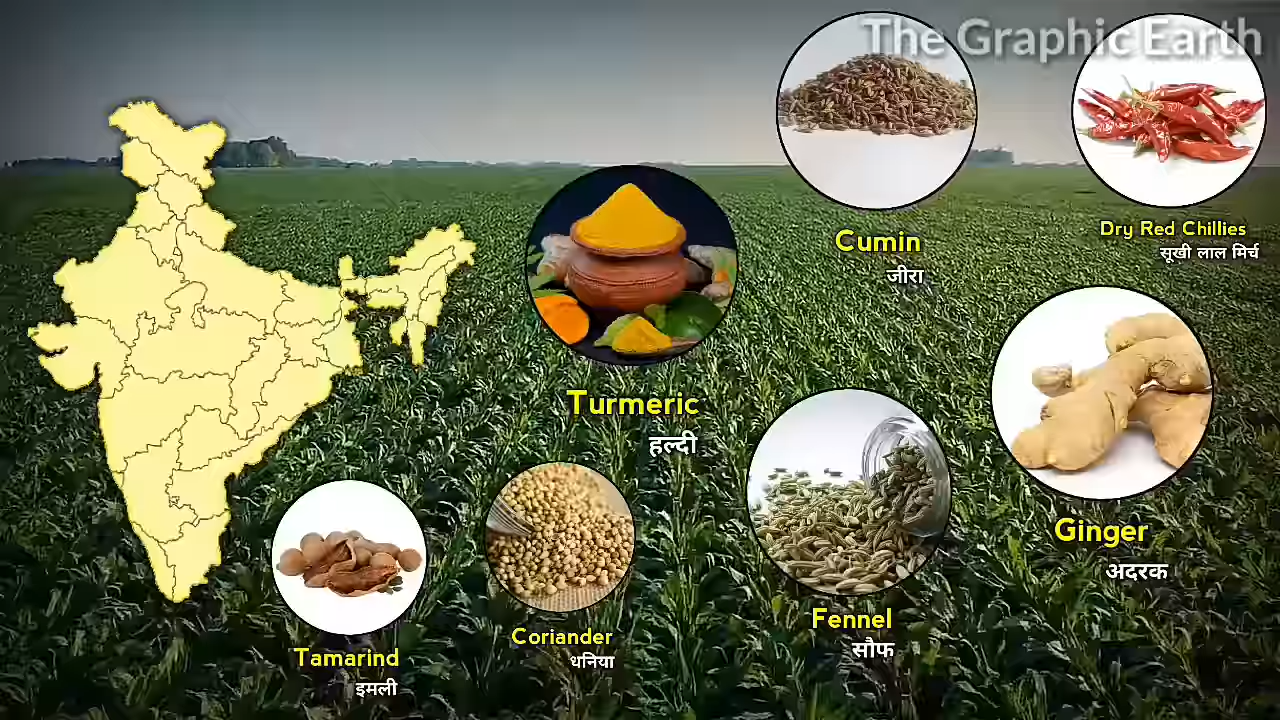 The Graphic Earth
Cumin
जीरा
Dry Red Chillies
सूखी लाल मिर्च
Turmeric
हल्दी
Ginger
अदरक
Fennel
सौफ
Coriander
धनिया
Tamarind
इमली